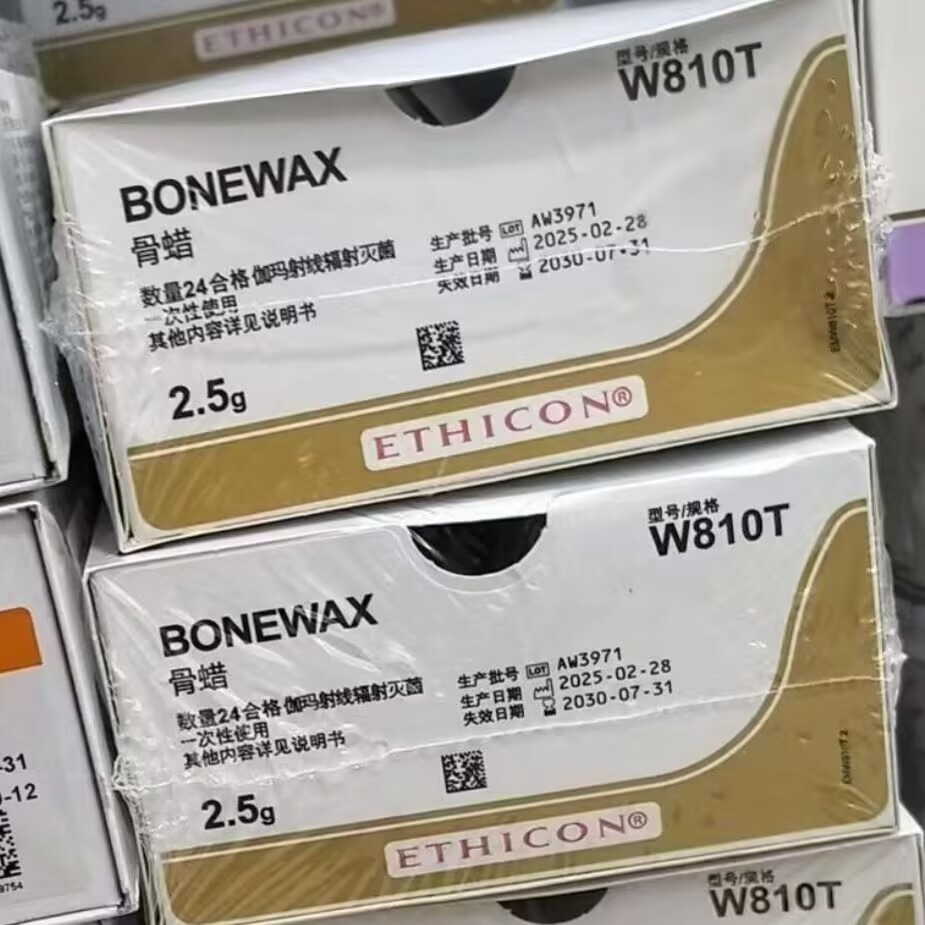 2.5g
ETHICON®
型号/规格
W810T
BONEWAX
骨蜡
数量24合格 伽玛射线辐射灭菌
一次性使用
其他内容详见说明书
生产批号 LOT AW3971
生产日期 2025-02-28
失效日期 2030-07-31
2.5g
ETHICON®
型号/规格
W810T
BONEWAX
骨蜡
数量24合格 伽玛射线辐射灭菌
一次性使用
其他内容详见说明书
生产批号 LOT AW3971
生产日期 2025-02-28
失效日期 2030-07-31
2.5g
ETHICON®
-31
-12
9754
型号/规格
W810T